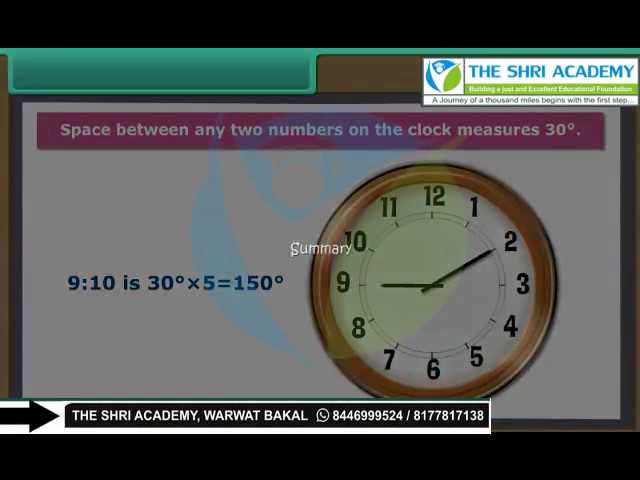 THE SHRI ACADEMY
Building a just and Excellent Educational Foundation
A Journey of a thousand miles begins with the first step...
Space between any two numbers on the clock measures 30°.
12
11 1
10 2
Summary
9:10 is 30°×5=150°
9 3
8 4
7 5
6
THE SHRI ACADEMY, WARWAT BAKAL 8446999524 / 8177817138